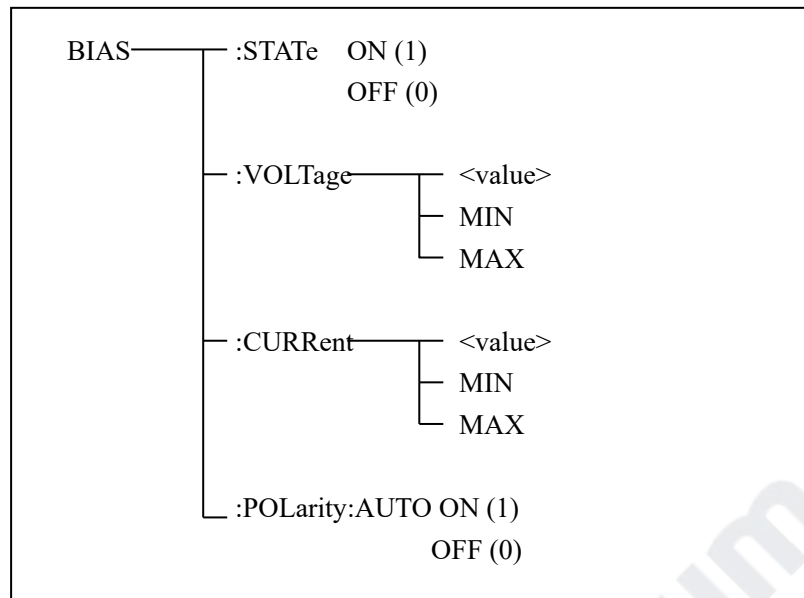 BIAS :STATe ON (1)
OFF (0)
:VOLTage <value>
MIN
MAX
:CURRent <value>
MIN
MAX
:POLarity:AUTO ON (1)
OFF (0)